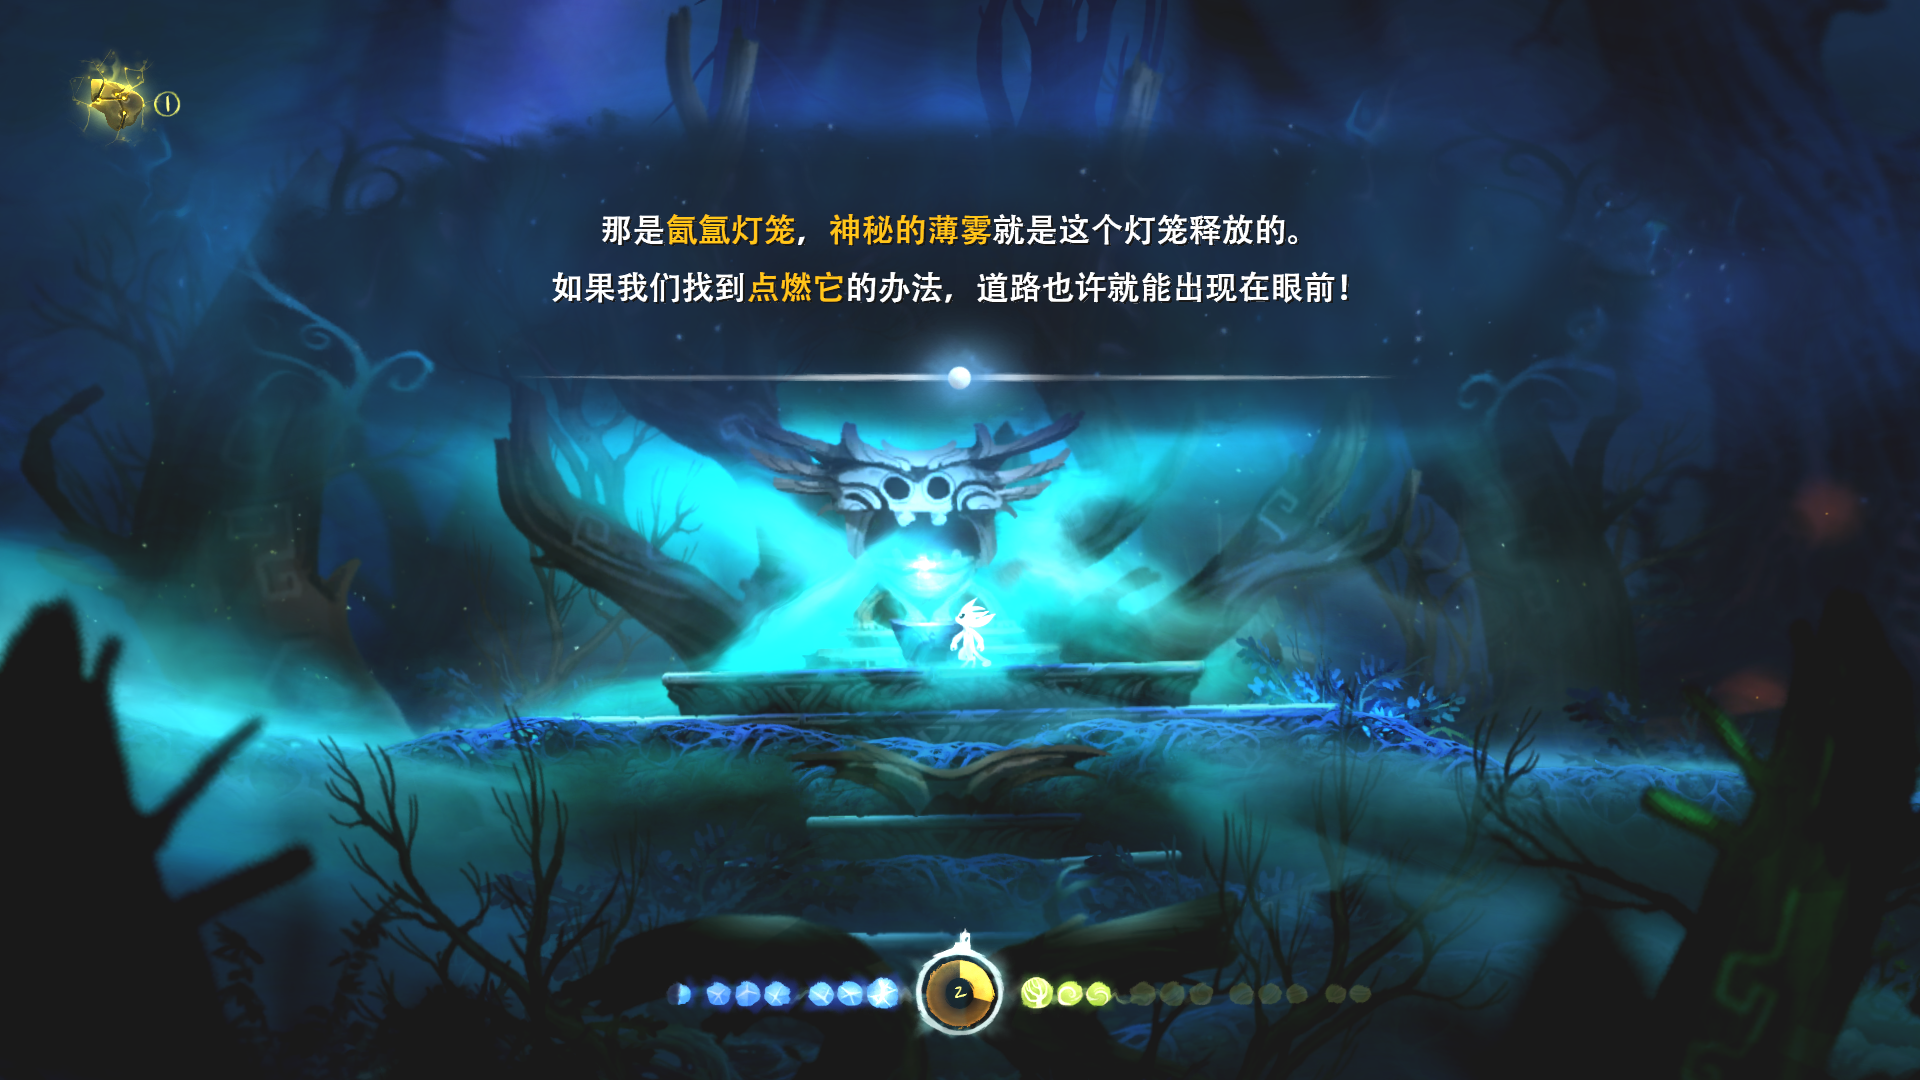 ①
那是氤氲灯笼，神秘的薄雾就是这个灯笼释放的。
如果我们找到点燃它的办法，道路也许就能出现在眼前！
2